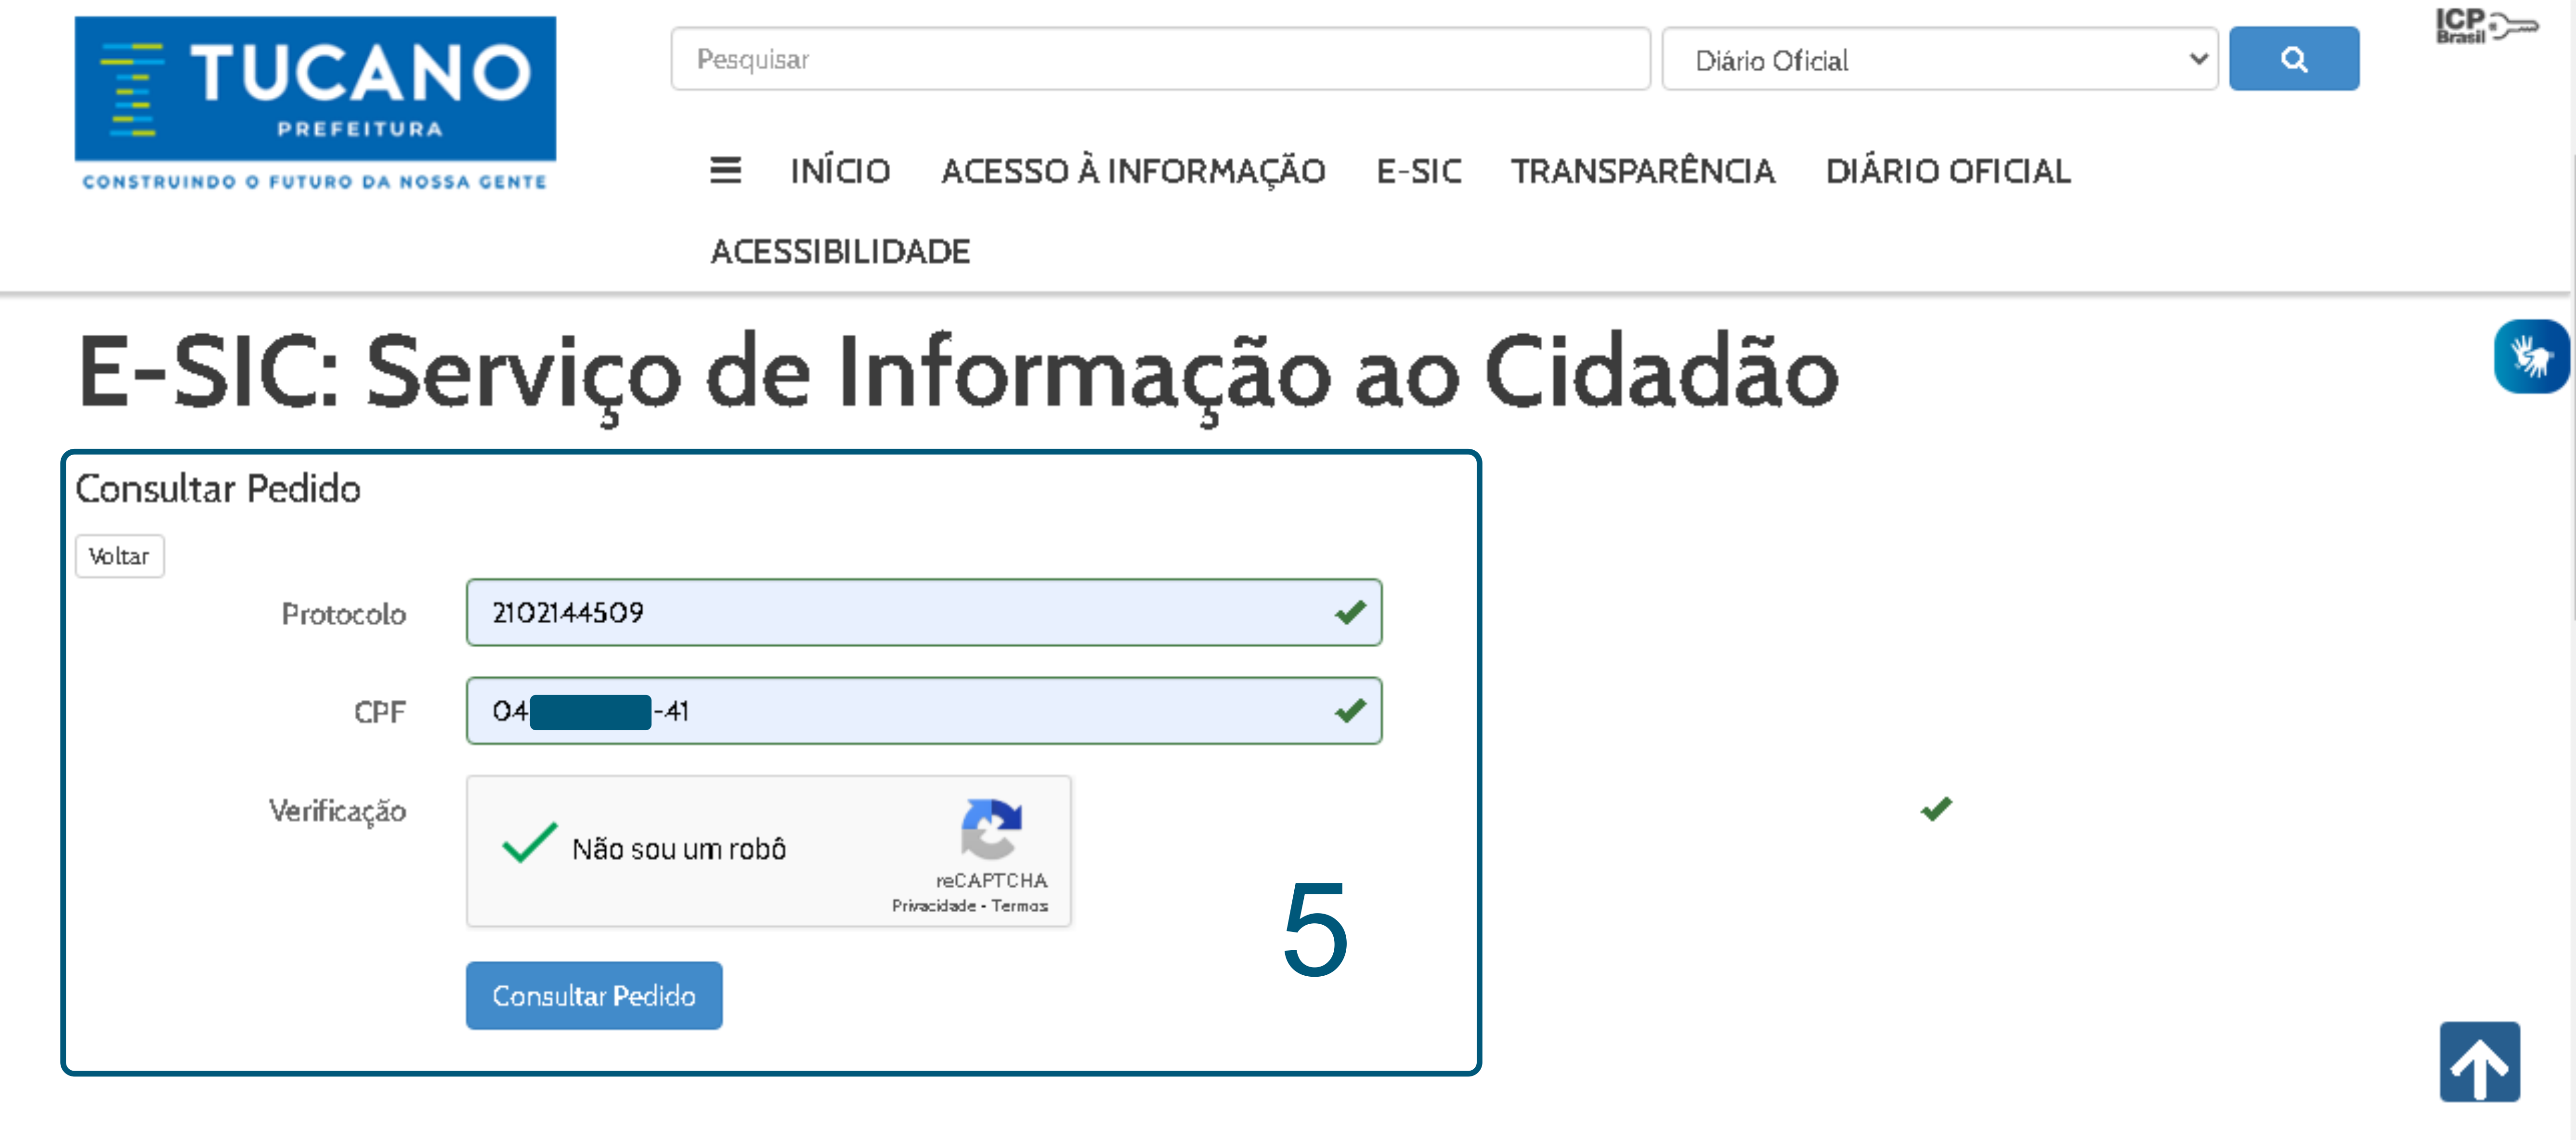 TUCANO
PREFEITURA
CONSTRUINDO O FUTURO DA NOSSA GENTE
Pesquisar
Diário Oficial
ICP
Brasil
INÍCIO ACESSO À INFORMAÇÃO E-SIC TRANSPARÊNCIA DIÁRIO OFICIAL
ACESSIBILIDADE
E-SIC: Serviço de Informação ao Cidadão
Consultar Pedido
Voltar
Protocolo 2102144509
CPF 04 -41
Verificação
Não sou um robô
reCAPTCHA
Privacidade - Termos
5
Consultar Pedido